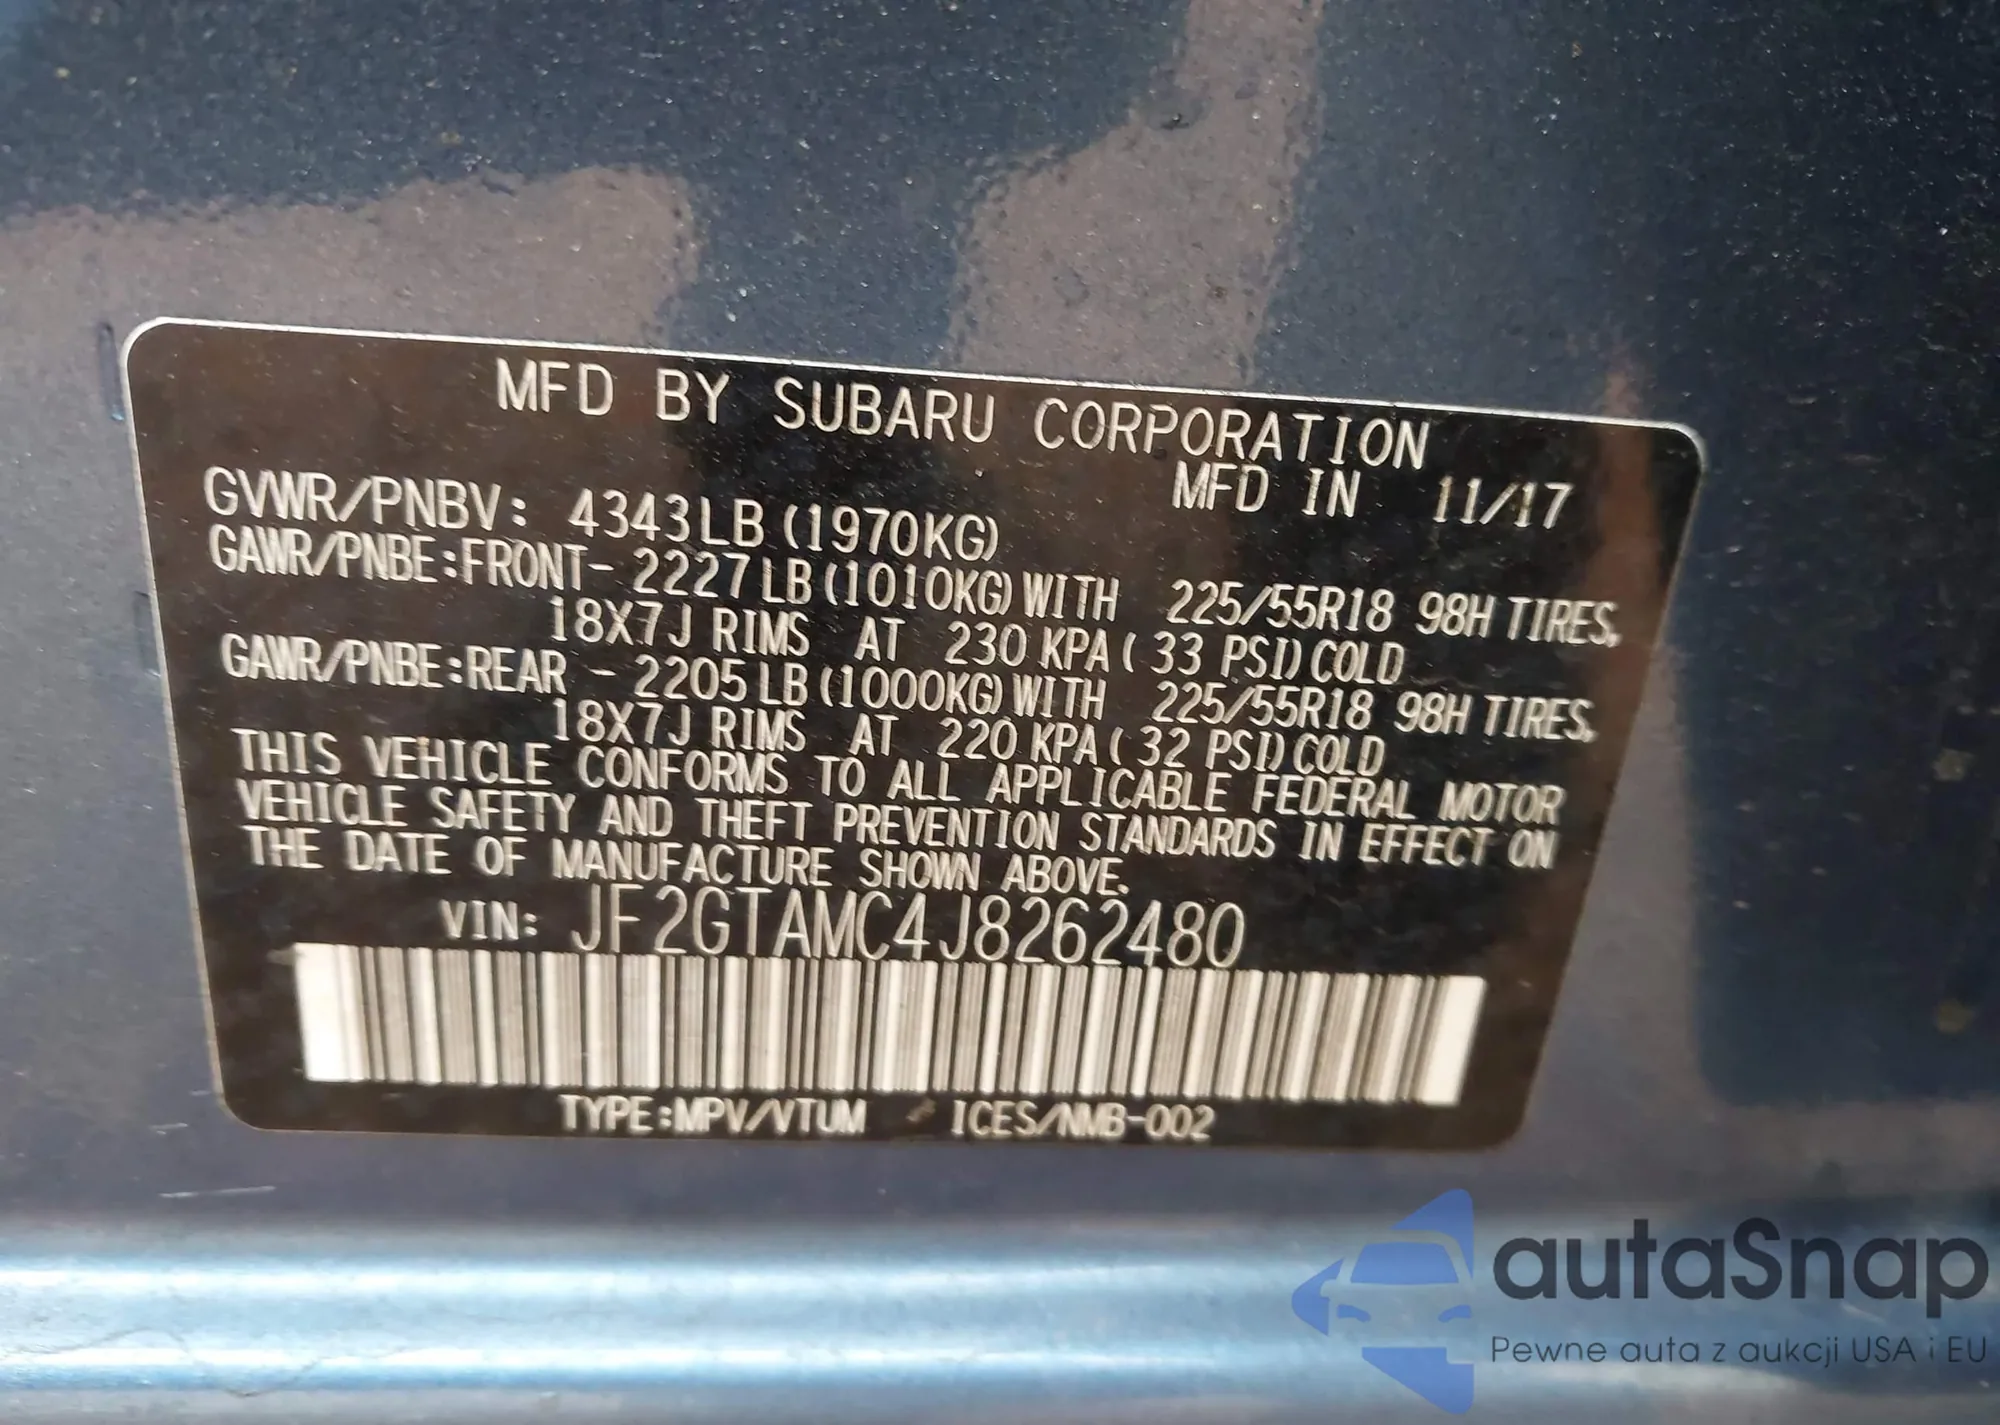 MFD BY SUBARU CORPORATION
MFD IN 11/17
GVWR/PNBV: 4343LB (1970KG)
GAWR/PNBE:FRONT- 2227LB (1010KG) WITH 225/55R18 98H TIRES,
18X7J RIMS AT 230 KPA ( 33 PSI) COLD
GAWR/PNBE:REAR - 2205LB (1000KG) WITH 225/55R18 98H TIRES,
18X7J RIMS AT 220 KPA ( 32 PSI) COLD
THIS VEHICLE CONFORMS TO ALL APPLICABLE FEDERAL MOTOR
VEHICLE SAFETY AND THEFT PREVENTION STANDARDS IN EFFECT ON
THE DATE OF MANUFACTURE SHOWN ABOVE.
VIN: JF2GTAMC4J8262480
TYPE:MPV/VTUM ICES/NMB-002
autaSnap
Pewne auta z aukcji USA i EU